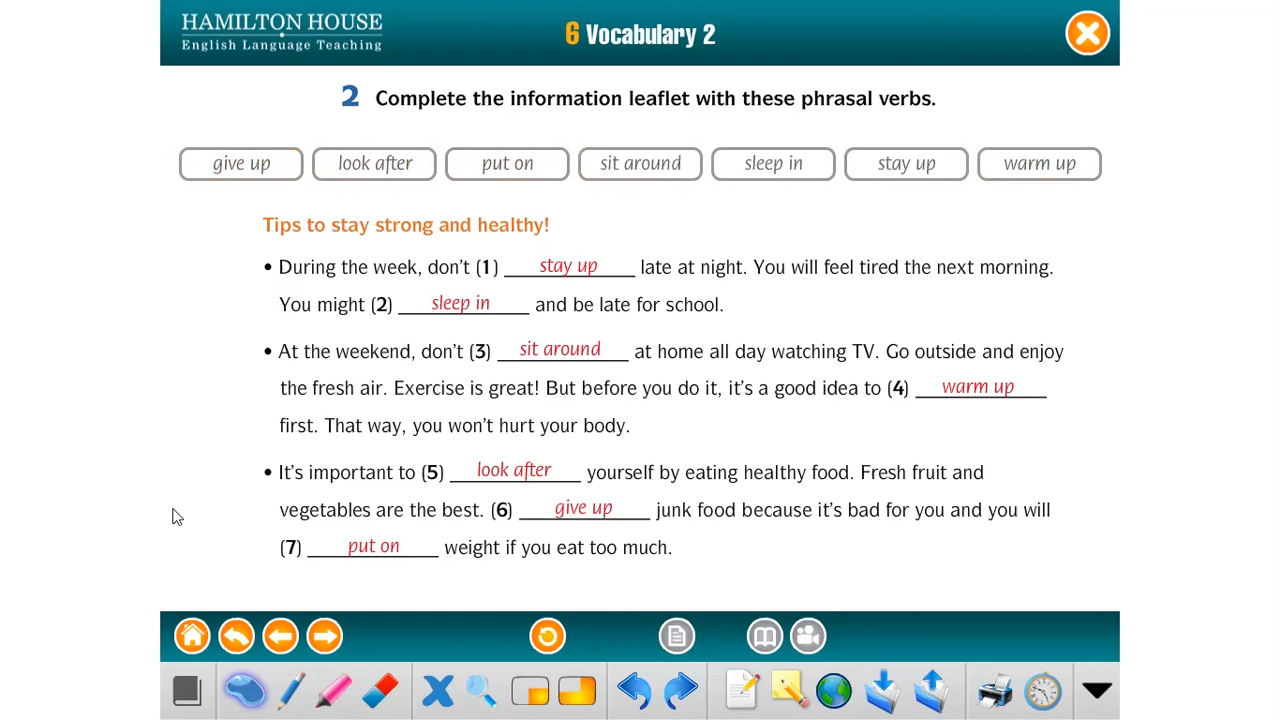 HAMILTON HOUSE
English Language Teaching
6 Vocabulary 2
2 Complete the information leaflet with these phrasal verbs.
give up look after put on sit around sleep in stay up warm up
Tips to stay strong and healthy!
• During the week, don't (1) stay up late at night. You will feel tired the next morning.
You might (2) sleep in and be late for school.
• At the weekend, don't (3) sit around at home all day watching TV. Go outside and enjoy
the fresh air. Exercise is great! But before you do it, it's a good idea to (4) warm up
first. That way, you won't hurt your body.
• It's important to (5) look after yourself by eating healthy food. Fresh fruit and
vegetables are the best. (6) give up junk food because it's bad for you and you will
(7) put on weight if you eat too much.